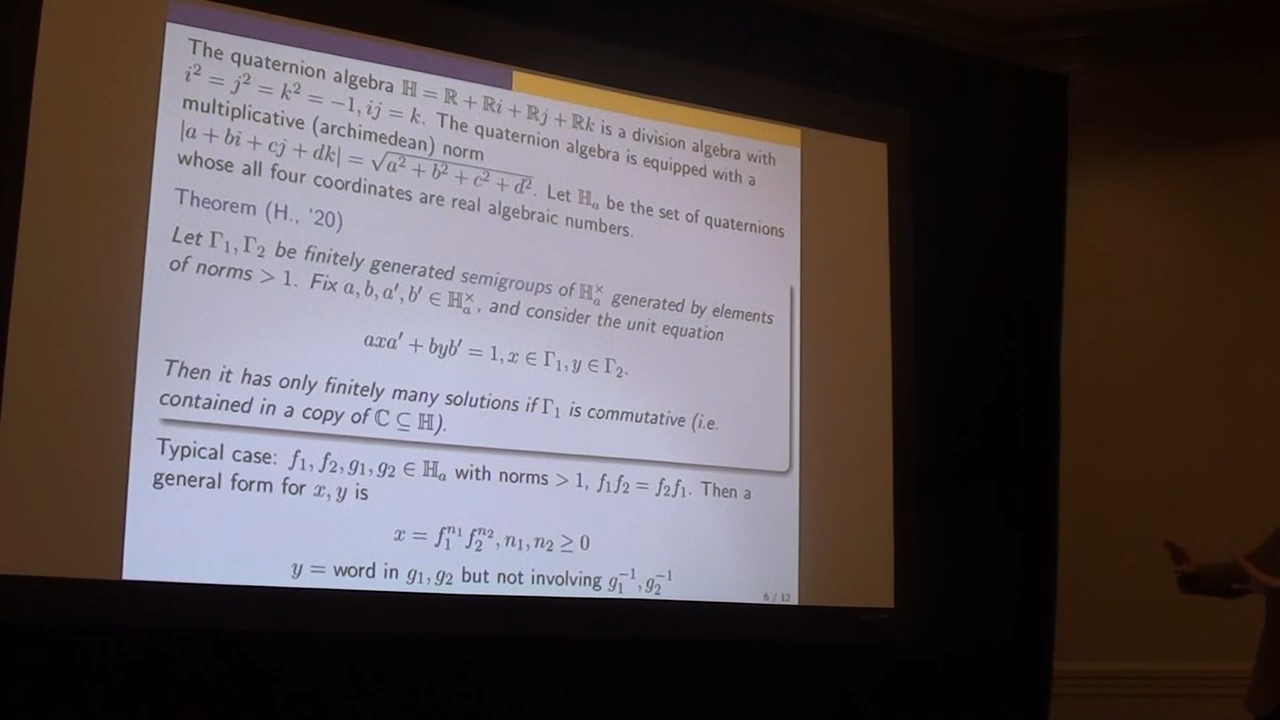 The quaternion algebra ℍ = ℝ + ℝi + ℝj + ℝk is a division algebra with
i² = j² = k² = −1, ij = k. The quaternion algebra is equipped with a
multiplicative (archimedean) norm
|a + bi + cj + dk| = √(a² + b² + c² + d²). Let ℍₐ be the set of quaternions
whose all four coordinates are real algebraic numbers.
Theorem (H., '20)
Let Γ₁, Γ₂ be finitely generated semigroups of ℍₐ^× generated by elements
of norms > 1. Fix a, b, a′, b′ ∈ ℍₐ^×, and consider the unit equation
axa′ + byb′ = 1, x ∈ Γ₁, y ∈ Γ₂.
Then it has only finitely many solutions if Γ₁ is commutative (i.e.
contained in a copy of ℂ ⊆ ℍ).
Typical case: f₁, f₂, g₁, g₂ ∈ ℍₐ with norms > 1, f₁f₂ = f₂f₁. Then a
general form for x, y is
x = f₁^{n₁} f₂^{n₂}, n₁, n₂ ≥ 0
y = word in g₁, g₂ but not involving g₁⁻¹, g₂⁻¹
6 / 12